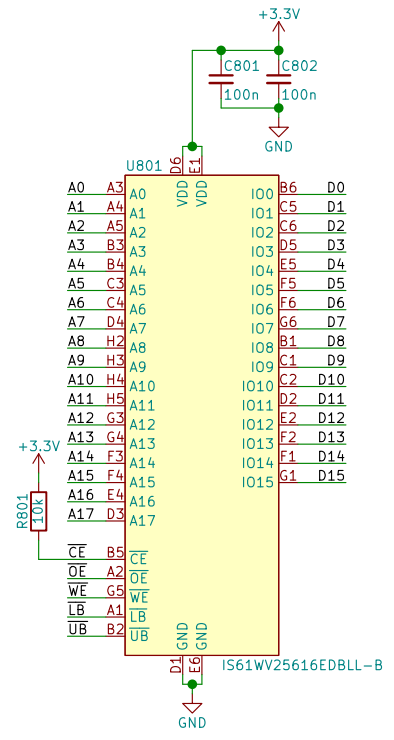 +3.3V
C801 C802
100n 100n
GND
U801
D6 E1
VDD VDD
A0 A3 A0 IO0 B6 D0
A1 A4 A1 IO1 C5 D1
A2 A5 A2 IO2 C6 D2
A3 B3 A3 IO3 D5 D3
A4 B4 A4 IO4 E5 D4
A5 C3 A5 IO5 F5 D5
A6 C4 A6 IO6 F6 D6
A7 D4 A7 IO7 G6 D7
A8 H2 A8 IO8 B1 D8
A9 H3 A9 IO9 C1 D9
A10 H4 A10 IO10 C2 D10
A11 H5 A11 IO11 D2 D11
A12 G3 A12 IO12 E2 D12
A13 G4 A13 IO13 F2 D13
+3.3V
A14 F3 A14 IO14 F1 D14
A15 F4 A15 IO15 G1 D15
A16 E4 A16
A17 D3 A17
R801 10k
CE B5 CE
OE A2 OE
WE G5 WE
LB A1 LB
UB B2 UB
GND GND
D1 E6
IS61WV25616EDBLL-B
GND